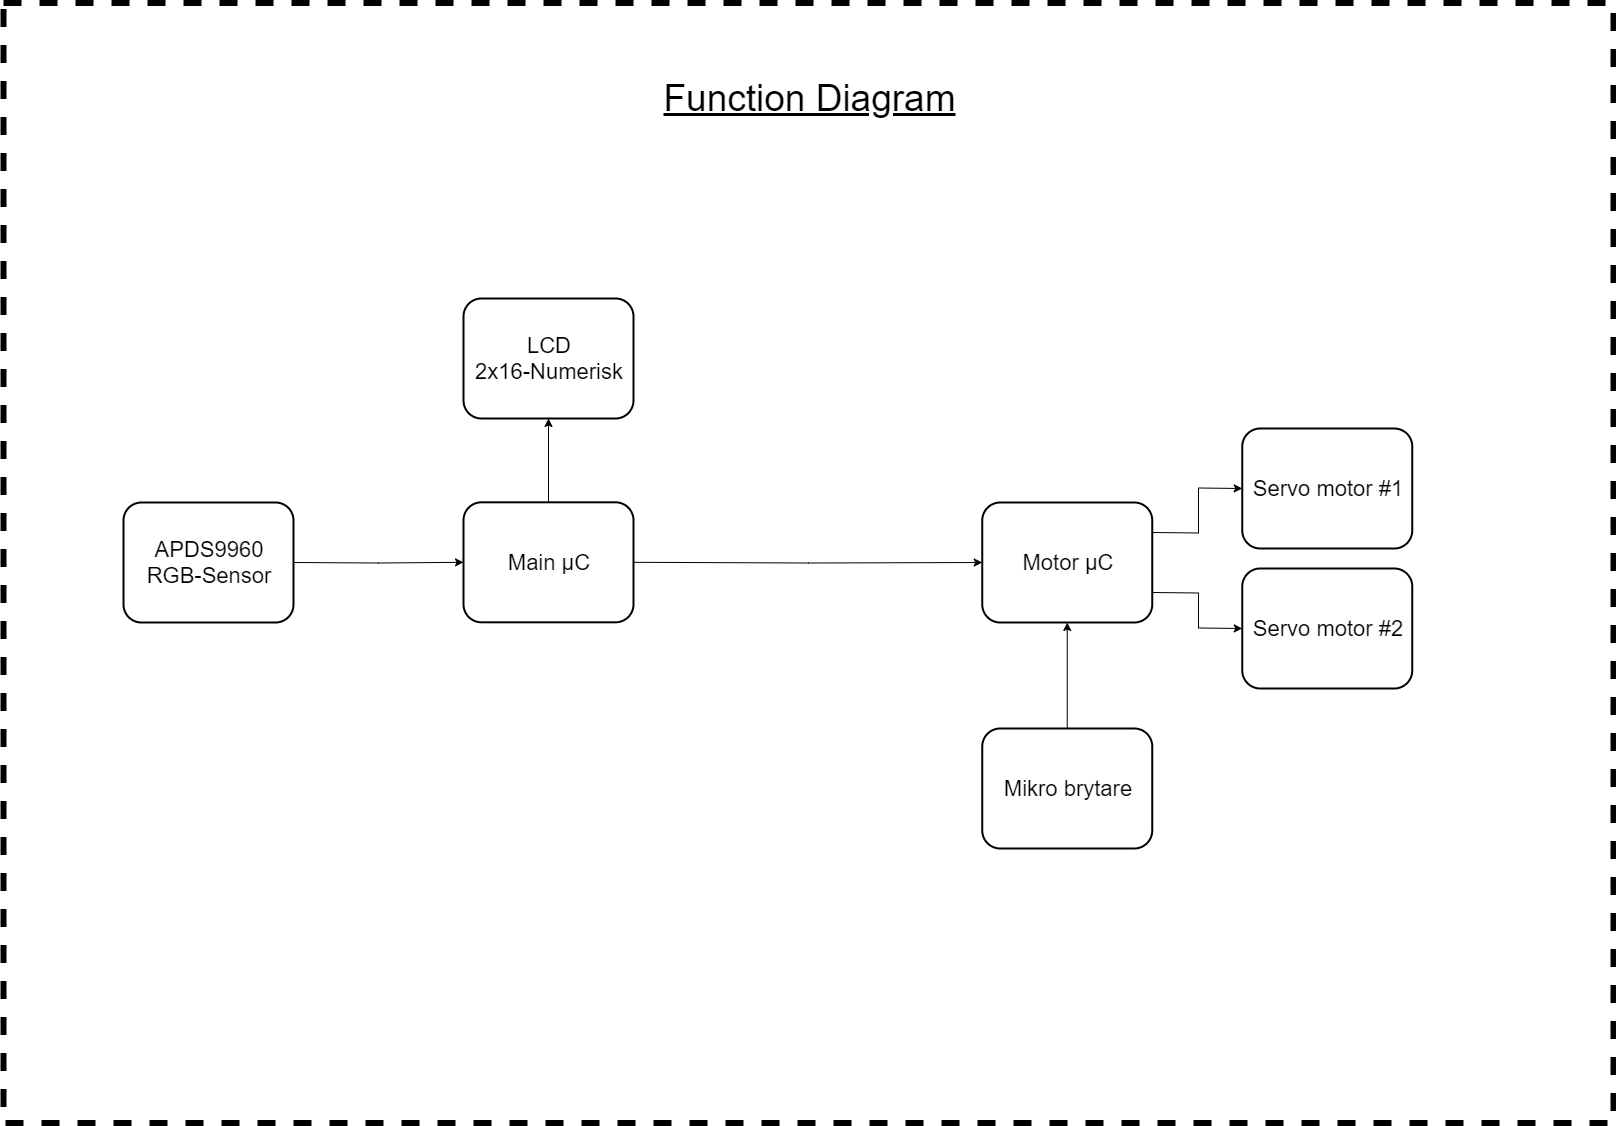 Function Diagram
LCD
2x16-Numerisk
APDS9960
RGB-Sensor
Main µC
Motor µC
Servo motor #1
Servo motor #2
Mikro brytare